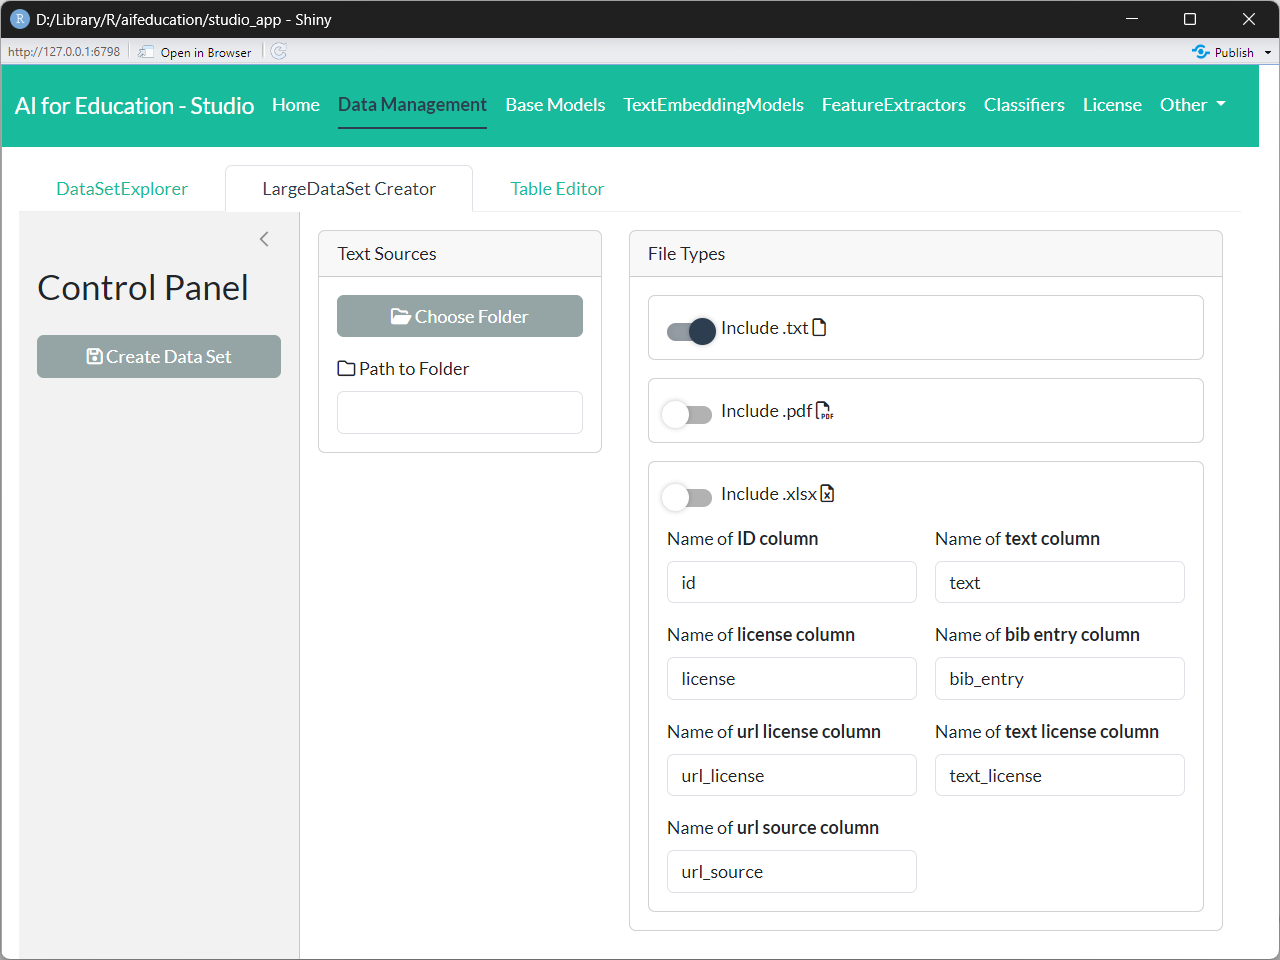 D:/Library/R/aifeducation/studio_app - Shiny
http://127.0.0.1:6798 Open in Browser Publish
AI for Education - Studio Home Data Management Base Models TextEmbeddingModels FeatureExtractors Classifiers License Other
DataSetExplorer LargeDataSet Creator Table Editor
Control Panel
Create Data Set
Text Sources
Choose Folder
Path to Folder
File Types
Include .txt
Include .pdf
Include .xlsx
Name of ID column Name of text column
id text
Name of license column Name of bib entry column
license bib_entry
Name of url license column Name of text license column
url_license text_license
Name of url source column
url_source